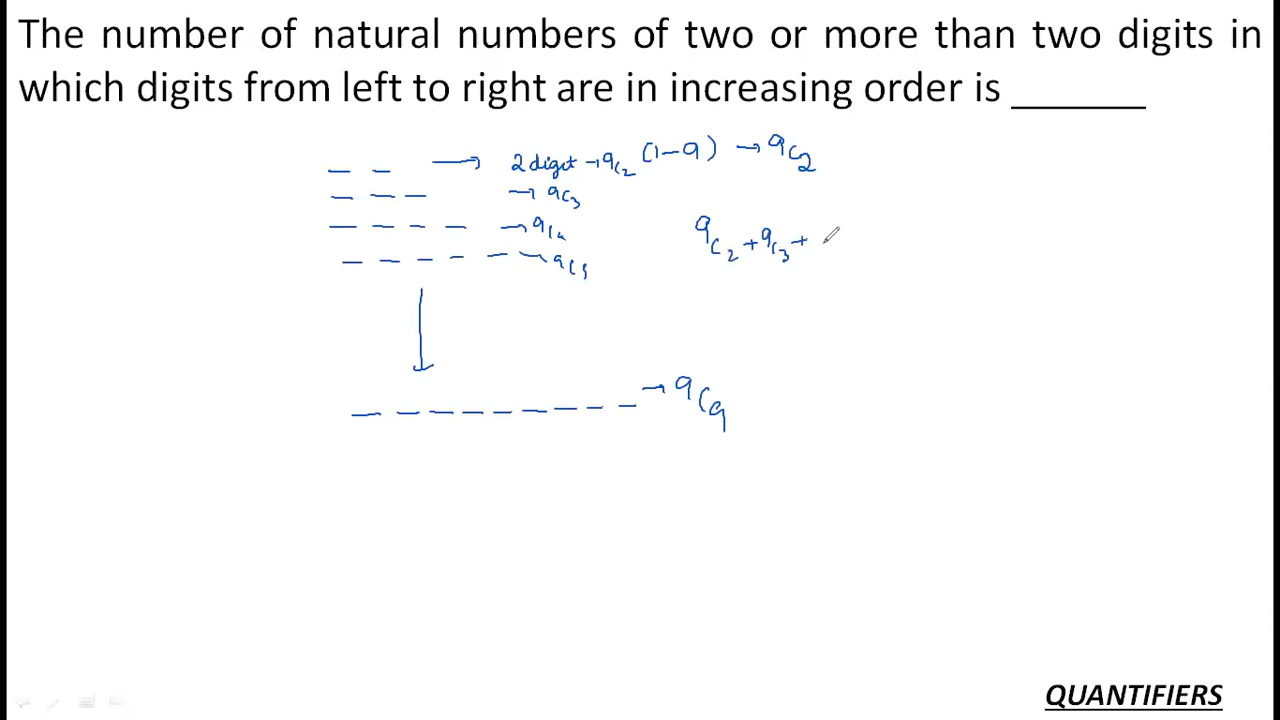 The number of natural numbers of two or more than two digits in
which digits from left to right are in increasing order is ______
_ _ → 2 digit → 9C2 (1-9) → 9C2
_ _ _ → 9C3
_ _ _ _ → 9C4
_ _ _ _ _ → 9C5
9C2 + 9C3 +
_ _ _ _ _ _ _ _ _ → 9C9
QUANTIFIERS